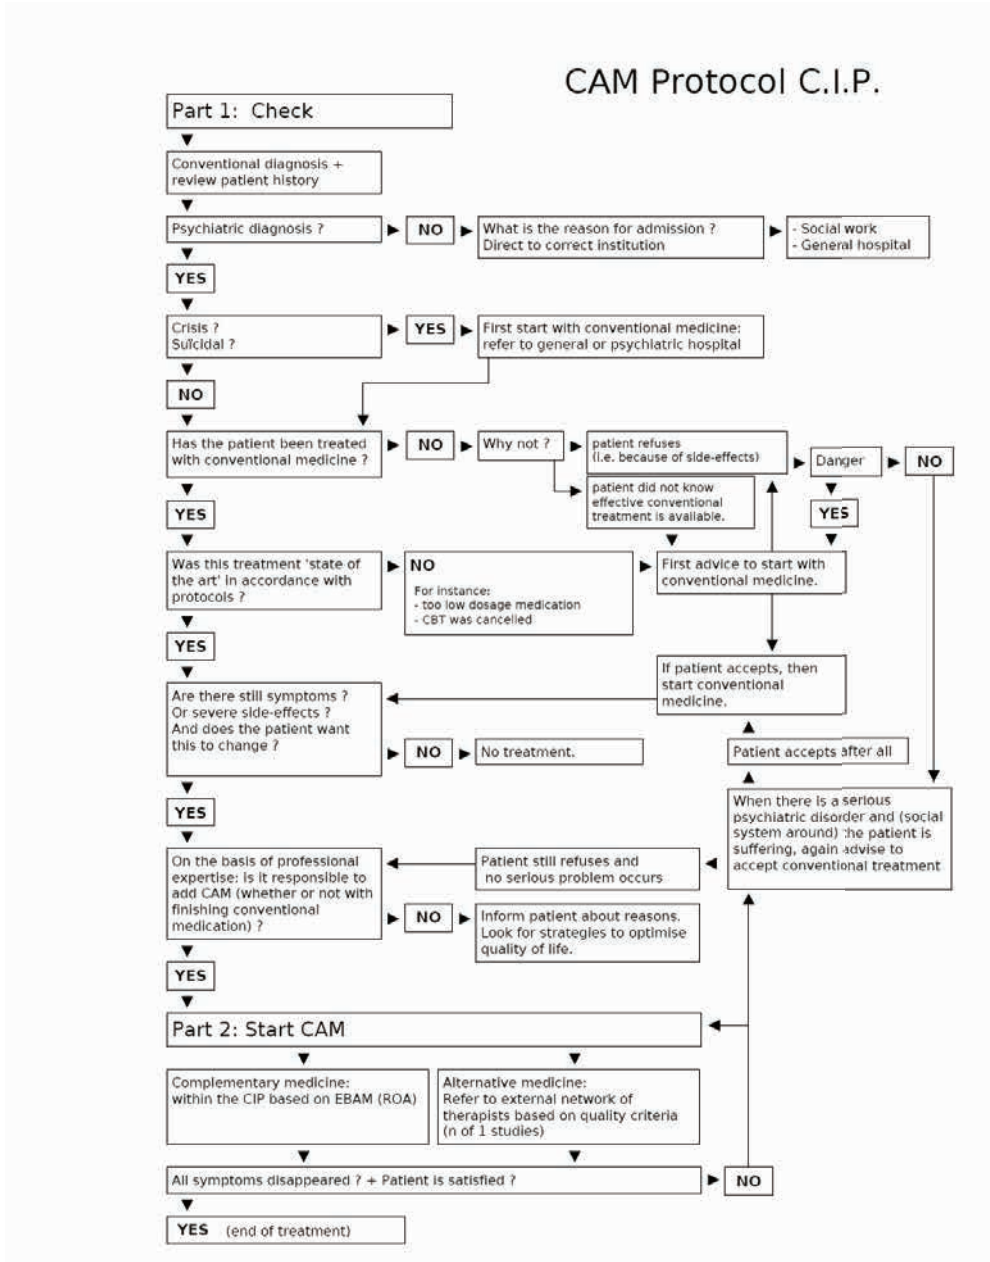 CAM Protocol C.I.P.
Part 1: Check
Conventional diagnosis +
review patient history
Psychiatric diagnosis ?
NO
What is the reason for admission ?
Direct to correct institution
- Social work
- General hospital
YES
Crisis ?
Suïcidal ?
YES
First start with conventional medicine:
refer to general or psychiatric hospital
NO
Has the patient been treated
with conventional medicine ?
NO
Why not ?
patient refuses
(i.e. because of side-effects)
Danger
NO
patient did not know
effective conventional
treatment is available.
YES
YES
Was this treatment 'state of
the art' in accordance with
protocols ?
NO
For instance:
- too low dosage medication
- CBT was cancelled
First advice to start with
conventional medicine.
YES
If patient accepts, then
start conventional
medicine.
Are there still symptoms ?
Or severe side-effects ?
And does the patient want
this to change ?
NO
No treatment.
Patient accepts after all
YES
When there is a serious
psychiatric disorder and (social
system around) the patient is
suffering, again advise to
accept conventional treatment
On the basis of professional
expertise: is it responsible to
add CAM (whether or not with
finishing conventional
medication) ?
Patient still refuses and
no serious problem occurs
NO
Inform patient about reasons.
Look for strategies to optimise
quality of life.
YES
Part 2: Start CAM
Complementary medicine:
within the CIP based on EBAM (ROA)
Alternative medicine:
Refer to external network of
therapists based on quality criteria
(n of 1 studies)
All symptoms disappeared ? + Patient is satisfied ?
NO
YES (end of treatment)